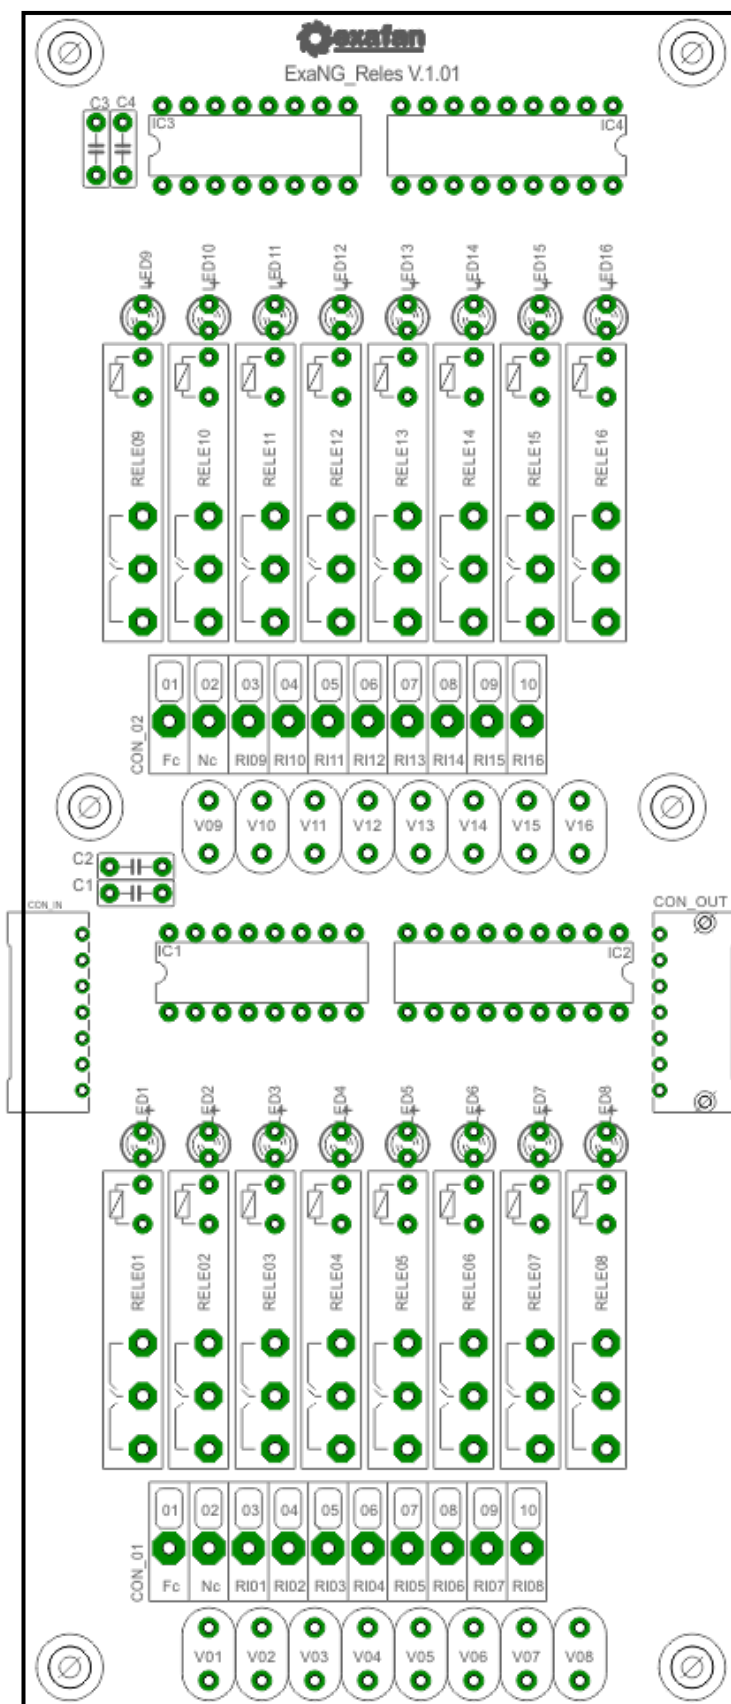 exafan
ExaNG_Reles V.1.01
C3 C4
IC3 IC4
LED9 LED10 LED11 LED12 LED13 LED14 LED15 LED16
RELE09 RELE10 RELE11 RELE12 RELE13 RELE14 RELE15 RELE16
01 02 03 04 05 06 07 08 09 10
CON_02
Fc Nc RI09 RI10 RI11 RI12 RI13 RI14 RI15 RI16
V09 V10 V11 V12 V13 V14 V15 V16
C2
C1
CON_IN CON_OUT
IC1 IC2
LED1 LED2 LED3 LED4 LED5 LED6 LED7 LED8
RELE01 RELE02 RELE03 RELE04 RELE05 RELE06 RELE07 RELE08
01 02 03 04 05 06 07 08 09 10
CON_01
Fc Nc RI01 RI02 RI03 RI04 RI05 RI06 RI07 RI08
V01 V02 V03 V04 V05 V06 V07 V08